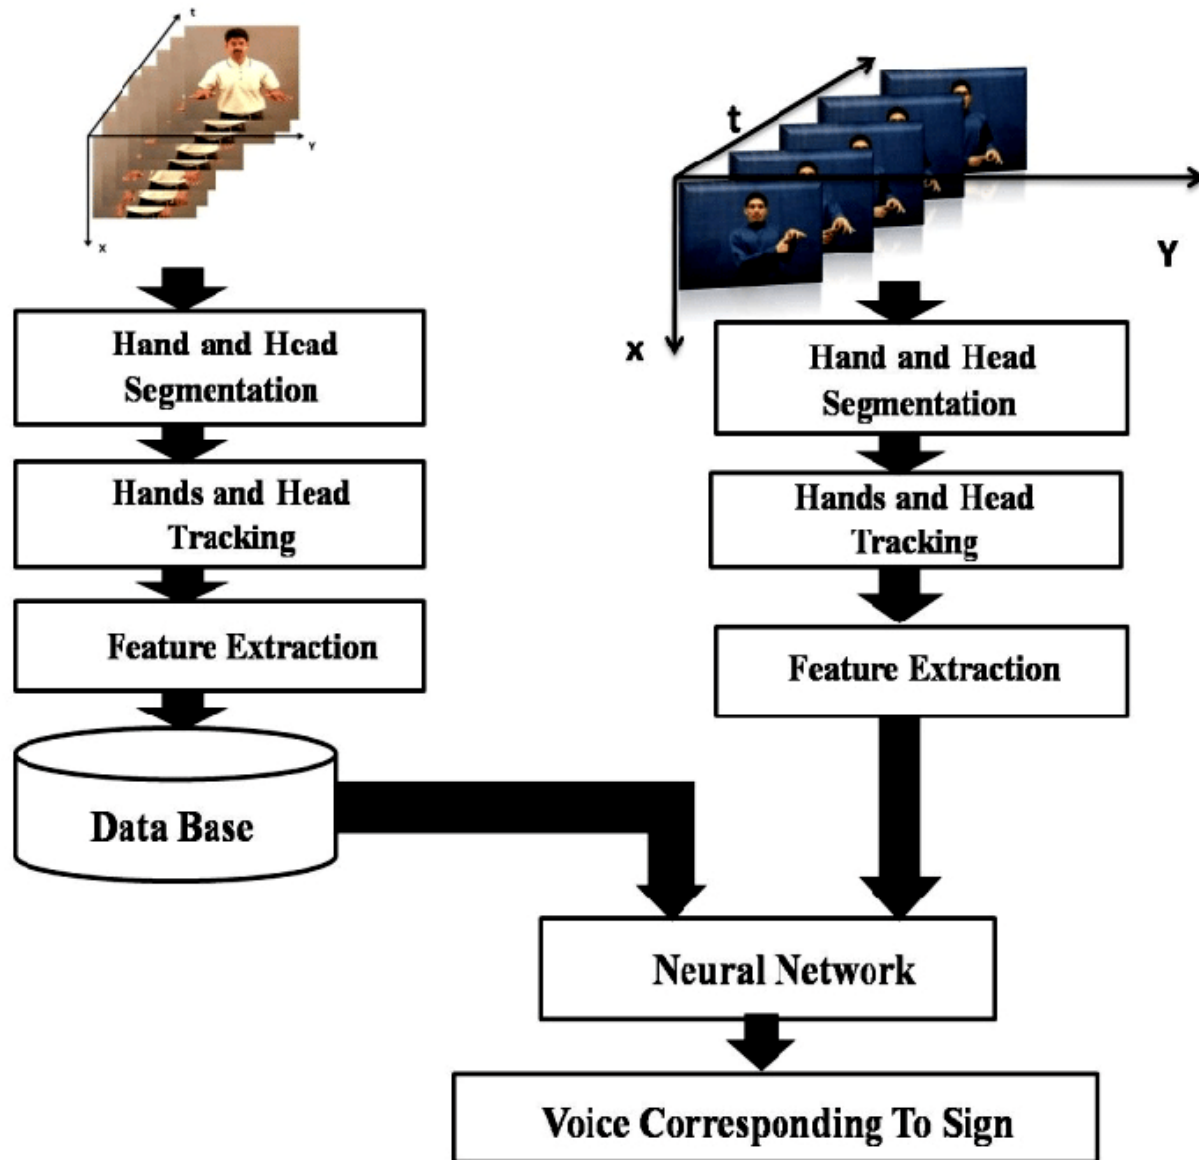 t
Y
X
Hand and Head
Segmentation
Hands and Head
Tracking
Feature Extraction
Data Base
t
Y
x
Hand and Head
Segmentation
Hands and Head
Tracking
Feature Extraction
Neural Network
Voice Corresponding To Sign